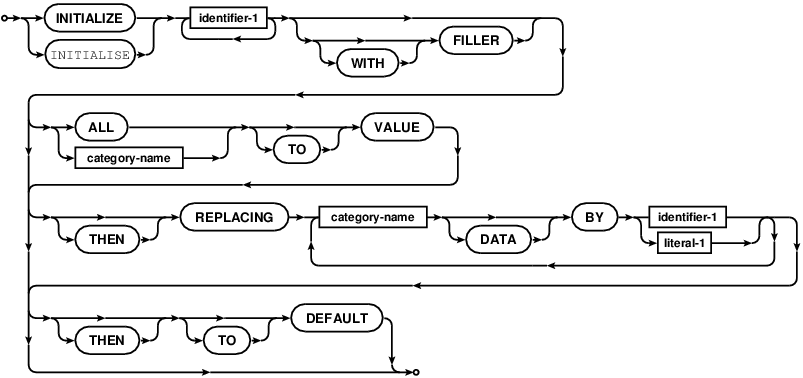 INITIALIZE identifier-1
INITIALISE
WITH FILLER
ALL TO VALUE
category-name
THEN REPLACING category-name DATA BY identifier-1
literal-1
THEN TO DEFAULT